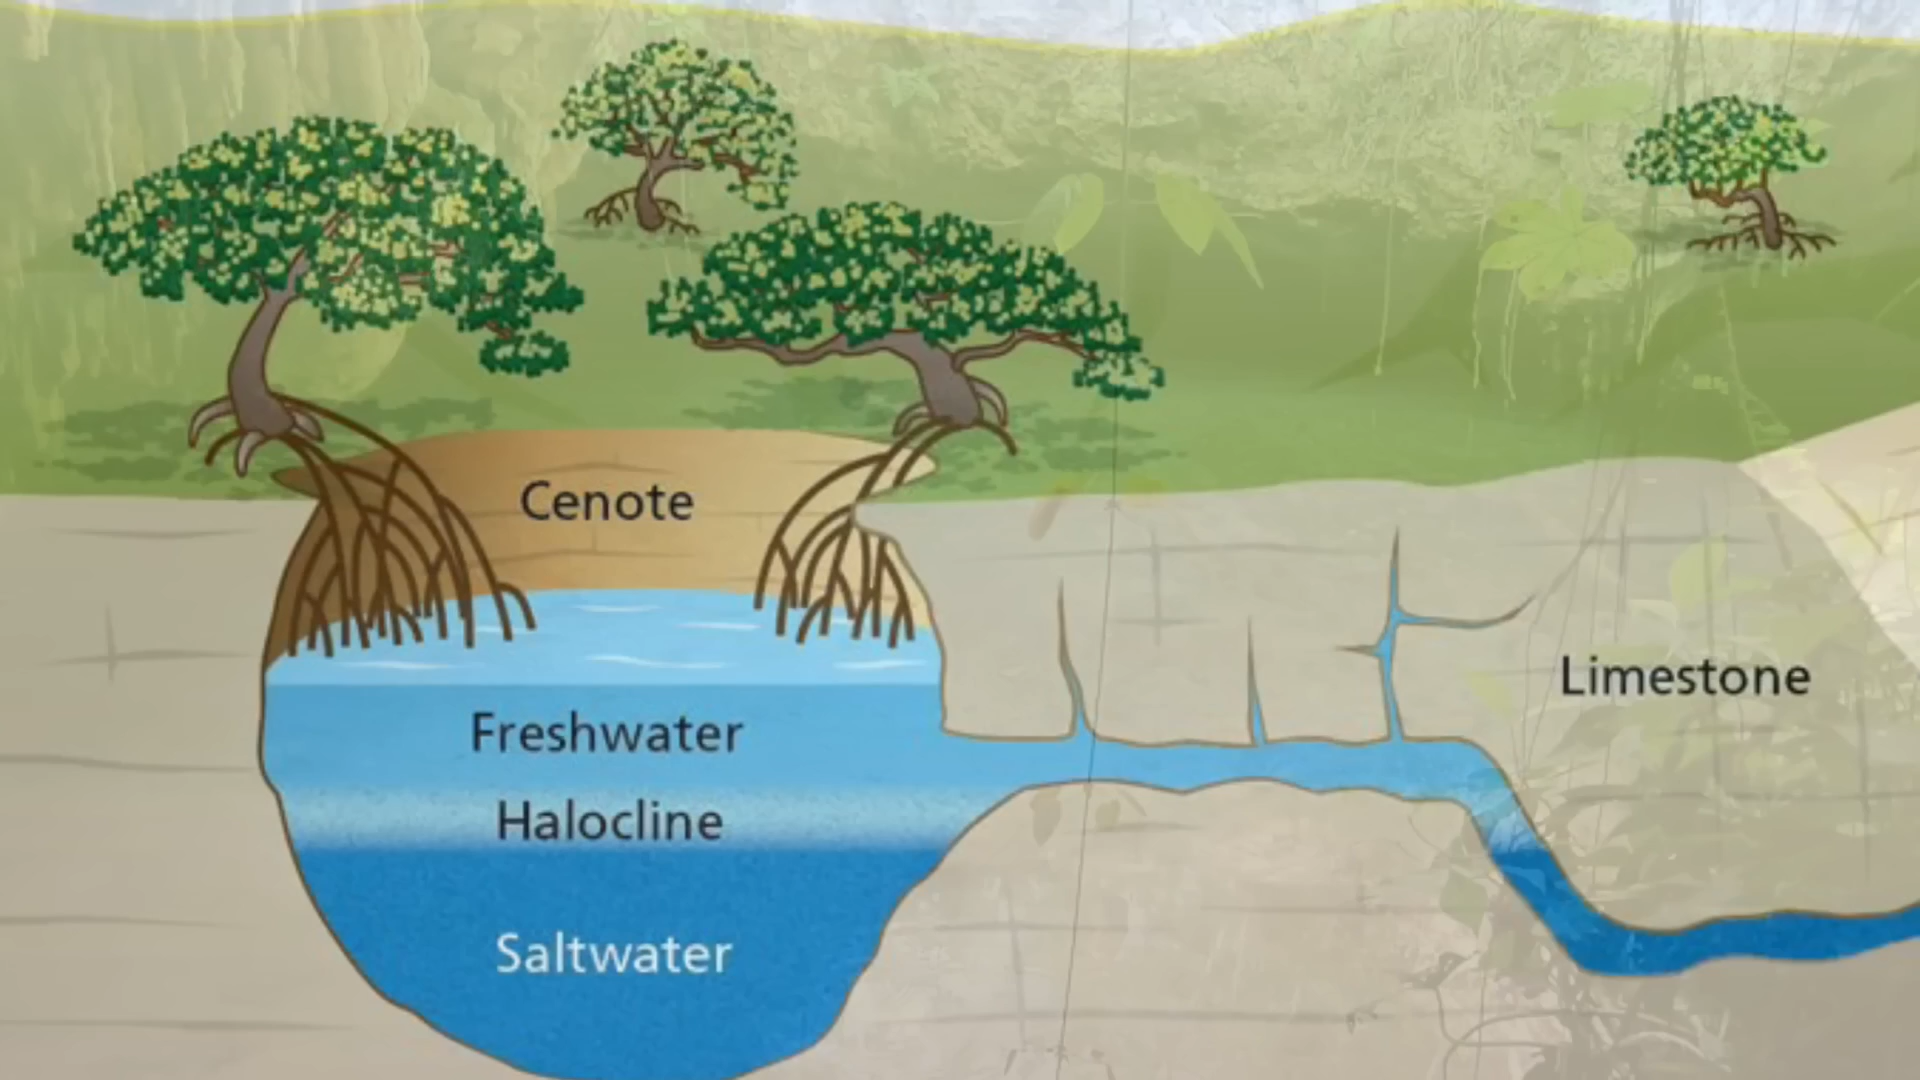 Cenote
Limestone
Freshwater
Halocline
Saltwater